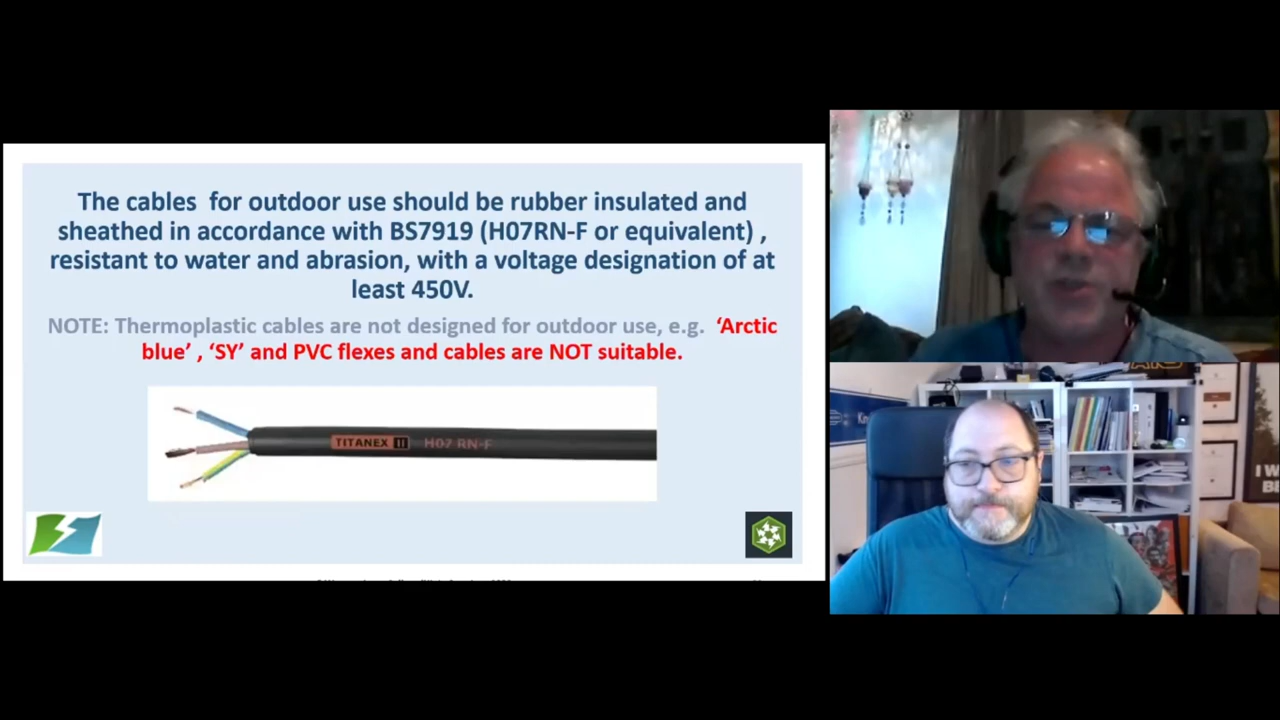 The cables for outdoor use should be rubber insulated and
sheathed in accordance with BS7919 (H07RN-F or equivalent) ,
resistant to water and abrasion, with a voltage designation of at
least 450V.
NOTE: Thermoplastic cables are not designed for outdoor use, e.g. ‘Arctic
blue’ , ‘SY’ and PVC flexes and cables are NOT suitable.
TITANEX H07 RN-F
I W
BE